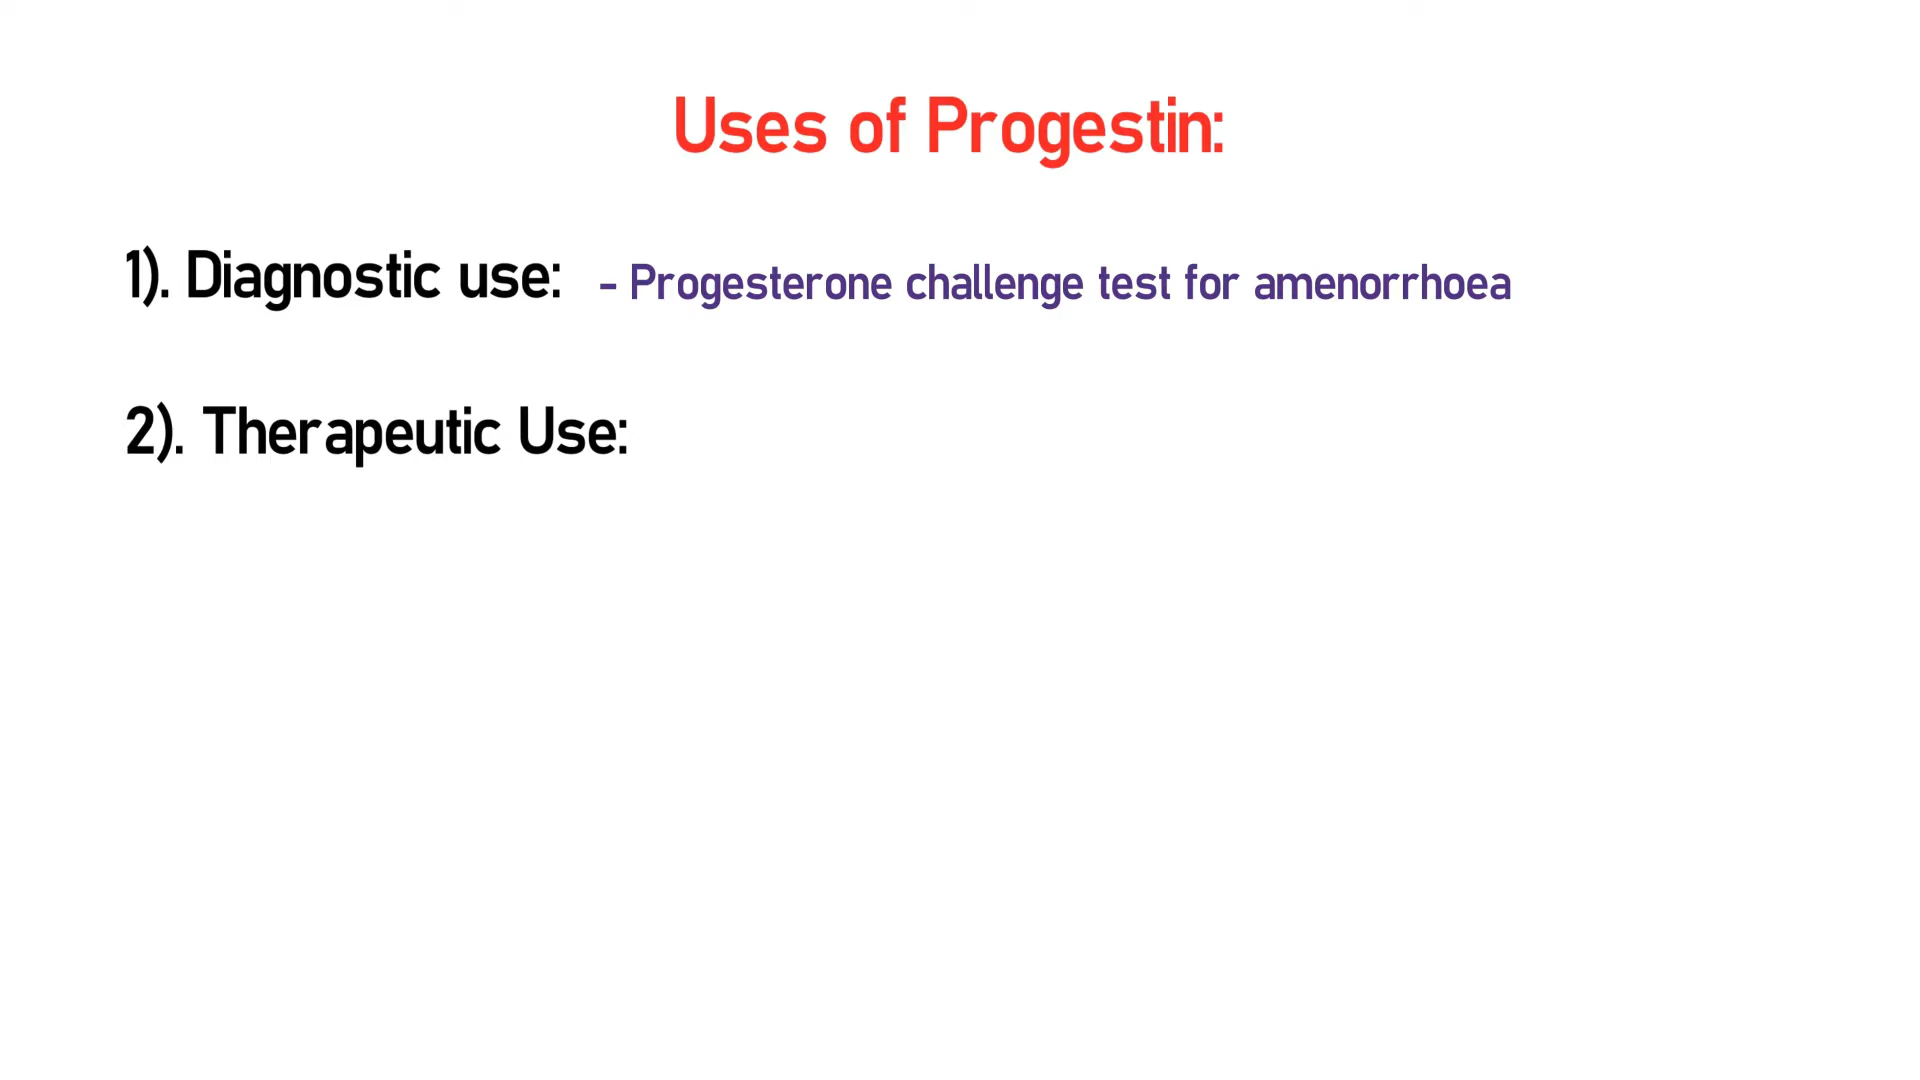 Uses of Progestin:
1). Diagnostic use: - Progesterone challenge test for amenorrhoea
2). Therapeutic Use: